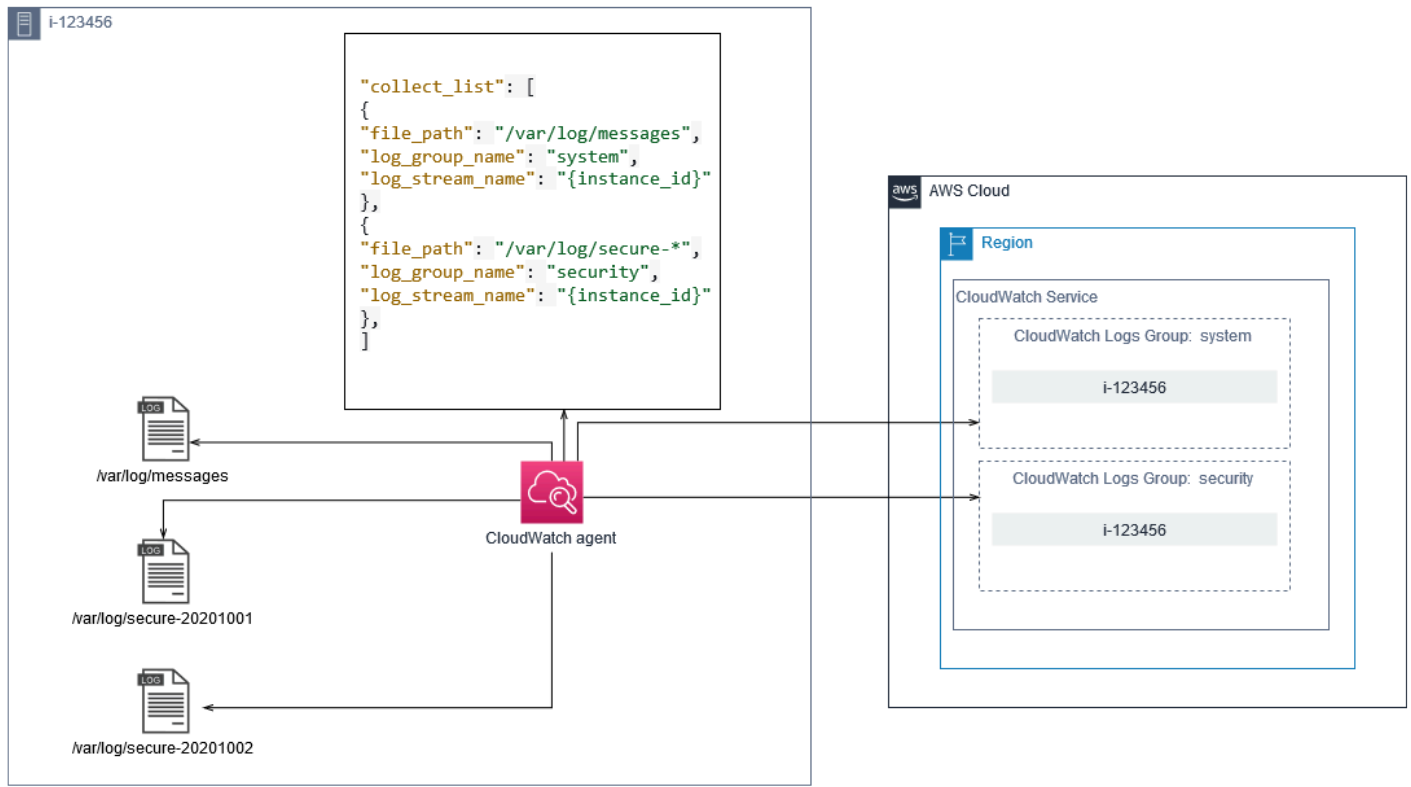 i-123456
"collect_list": [
{
"file_path": "/var/log/messages",
"log_group_name": "system",
"log_stream_name": "{instance_id}"
},
{
"file_path": "/var/log/secure-*",
"log_group_name": "security",
"log_stream_name": "{instance_id}"
},
]
LOG
/var/log/messages
LOG
/var/log/secure-20201001
LOG
/var/log/secure-20201002
CloudWatch agent
aws
AWS Cloud
Region
CloudWatch Service
CloudWatch Logs Group: system
i-123456
CloudWatch Logs Group: security
i-123456